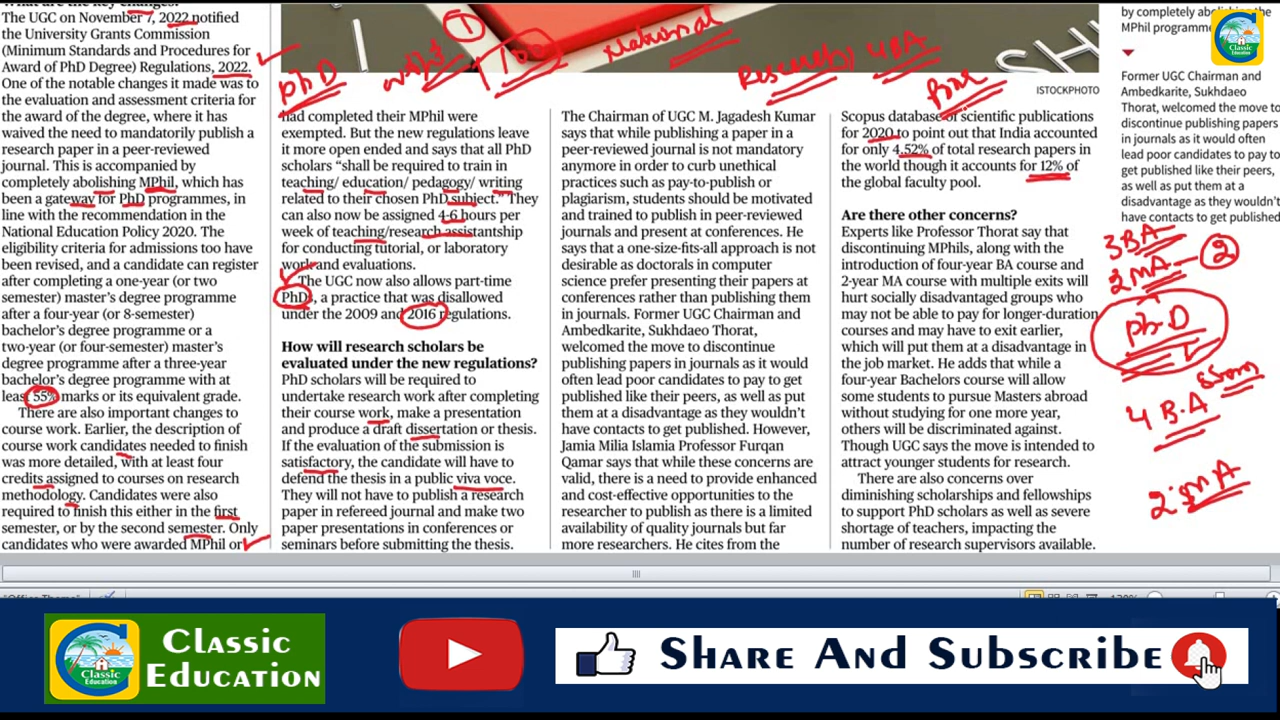 What are the key changes?
The UGC on November 7, 2022 notified
the University Grants Commission
(Minimum Standards and Procedures for
Award of PhD Degree) Regulations, 2022.
One of the notable changes it made was to
the evaluation and assessment criteria for
the award of the degree, where it has
waived the need to mandatorily publish a
research paper in a peer-reviewed
journal. This is accompanied by
completely abolishing MPhil, which has
been a gateway for PhD programmes, in
line with the recommendation in the
National Education Policy 2020. The
eligibility criteria for admissions too have
been revised, and a candidate can register
after completing a one-year (or two
semester) master's degree programme
after a four-year (or 8-semester)
bachelor's degree programme or a
two-year (or four-semester) master's
degree programme after a three-year
bachelor's degree programme with at
least 55% marks or its equivalent grade.
There are also important changes to
course work. Earlier, the description of
course work candidates needed to finish
was more detailed, with at least four
credits assigned to courses on research
methodology. Candidates were also
required to finish this either in the first
semester, or by the second semester. Only
candidates who were awarded MPhil or
PhD
1
100
National
Research
4 BA
ISTOCKPHOTO
had completed their MPhil were
exempted. But the new regulations leave
it more open ended and says that all PhD
scholars “shall be required to train in
teaching/ education/ pedagogy/ writing
related to their chosen PhD subject.” They
can also now be assigned 4-6 hours per
week of teaching/research assistantship
for conducting tutorial, or laboratory
work and evaluations.
The UGC now also allows part-time
PhDs, a practice that was disallowed
under the 2009 and 2016 regulations.
How will research scholars be
evaluated under the new regulations?
PhD scholars will be required to
undertake research work after completing
their course work, make a presentation
and produce a draft dissertation or thesis.
If the evaluation of the submission is
satisfactory, the candidate will have to
defend the thesis in a public viva voce.
They will not have to publish a research
paper in refereed journal and make two
paper presentations in conferences or
seminars before submitting the thesis.
The Chairman of UGC M. Jagadesh Kumar
says that while publishing a paper in a
peer-reviewed journal is not mandatory
anymore in order to curb unethical
practices such as pay-to-publish or
plagiarism, students should be motivated
and trained to publish in peer-reviewed
journals and present at conferences. He
says that a one-size-fits-all approach is not
desirable as doctorals in computer
science prefer presenting their papers at
conferences rather than publishing them
in journals. Former UGC Chairman and
Ambedkarite, Sukhdaeo Thorat,
welcomed the move to discontinue
publishing papers in journals as it would
often lead poor candidates to pay to get
published like their peers, as well as put
them at a disadvantage as they wouldn't
have contacts to get published. However,
Jamia Milia Islamia Professor Furqan
Qamar says that while these concerns are
valid, there is a need to provide enhanced
and cost-effective opportunities to the
researcher to publish as there is a limited
availability of quality journals but far
more researchers. He cites from the
Scopus database of scientific publications
for 2020 to point out that India accounted
for only 4.52% of total research papers in
the world though it accounts for 12% of
the global faculty pool.
Are there other concerns?
Experts like Professor Thorat say that
discontinuing MPhils, along with the
introduction of four-year BA course and
2-year MA course with multiple exits will
hurt socially disadvantaged groups who
may not be able to pay for longer-duration
courses and may have to exit earlier,
which will put them at a disadvantage in
the job market. He adds that while a
four-year Bachelors course will allow
some students to pursue Masters abroad
without studying for one more year,
others will be discriminated against.
Though UGC says the move is intended to
attract younger students for research.
There are also concerns over
diminishing scholarships and fellowships
to support PhD scholars as well as severe
shortage of teachers, impacting the
number of research supervisors available.
by completely abolishing the
MPhil programme
Classic
Education
Former UGC Chairman and
Ambedkarite, Sukhdaeo
Thorat, welcomed the move to
discontinue publishing papers
in journals as it would often
lead poor candidates to pay to
get published like their peers,
as well as put them at a
disadvantage as they wouldn't
have contacts to get published
3 BA
2 MA
2
ph.D
4 B.A
Classic
Education
Classic
Education
Share And Subscribe